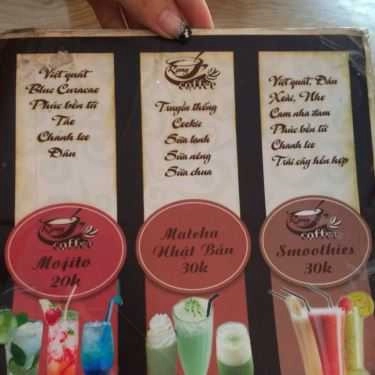 Việt quất
Blue Curacao
Phúc bồn tử
Táo
Chanh leo
Dâu
coffee
Mojito
20k
coffee
Truyền thống
Cookie
Sữa lạnh
Sữa nóng
Sữa chua
Matcha
Nhật Bản
30k
Việt quất, Dâu
Xoài, Nho
Cam nha đam
Phúc bồn tử
Chanh leo
Trái cây hỗn hợp
coffee
Smoothies
30k